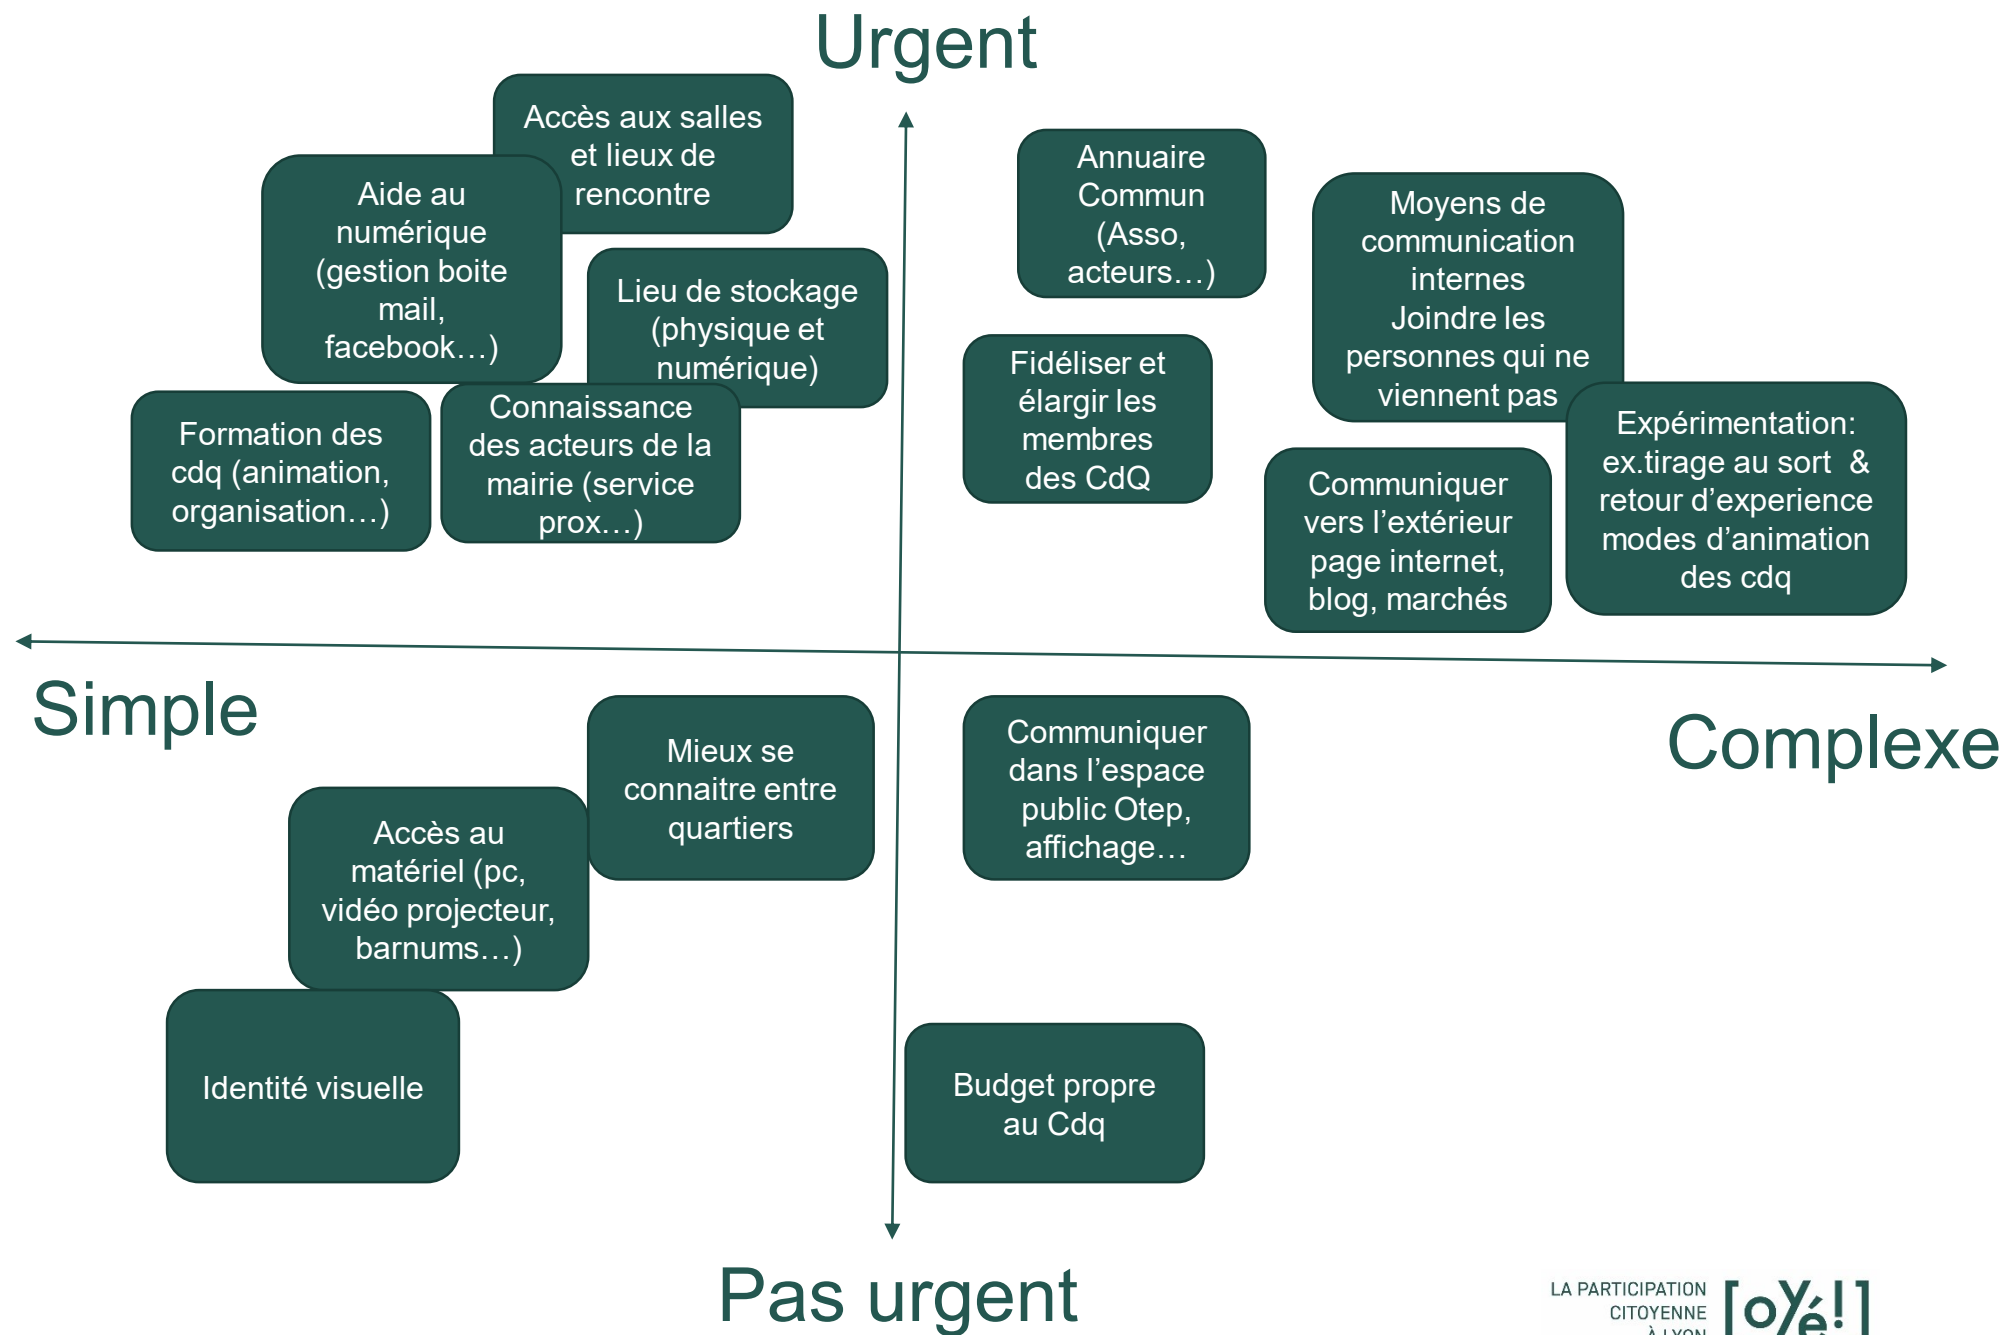 Urgent
Accès aux salles
et lieux de
rencontre
Aide au
numérique
(gestion boite
mail,
facebook…)
Lieu de stockage
(physique et
numérique)
Formation des
cdq (animation,
organisation…)
Connaissance
des acteurs de la
mairie (service
prox…)
Annuaire
Commun
(Asso,
acteurs…)
Moyens de
communication
internes
Joindre les
personnes qui ne
viennent pas
Fidéliser et
élargir les
membres
des CdQ
Communiquer
vers l’extérieur
page internet,
blog, marchés
Expérimentation:
ex.tirage au sort &
retour d’experience
modes d’animation
des cdq
Simple
Complexe
Mieux se
connaitre entre
quartiers
Accès au
matériel (pc,
vidéo projecteur,
barnums…)
Identité visuelle
Communiquer
dans l’espace
public Otep,
affichage…
Budget propre
au Cdq
Pas urgent
LA PARTICIPATION
CITOYENNE
À LYON
[oyé!]